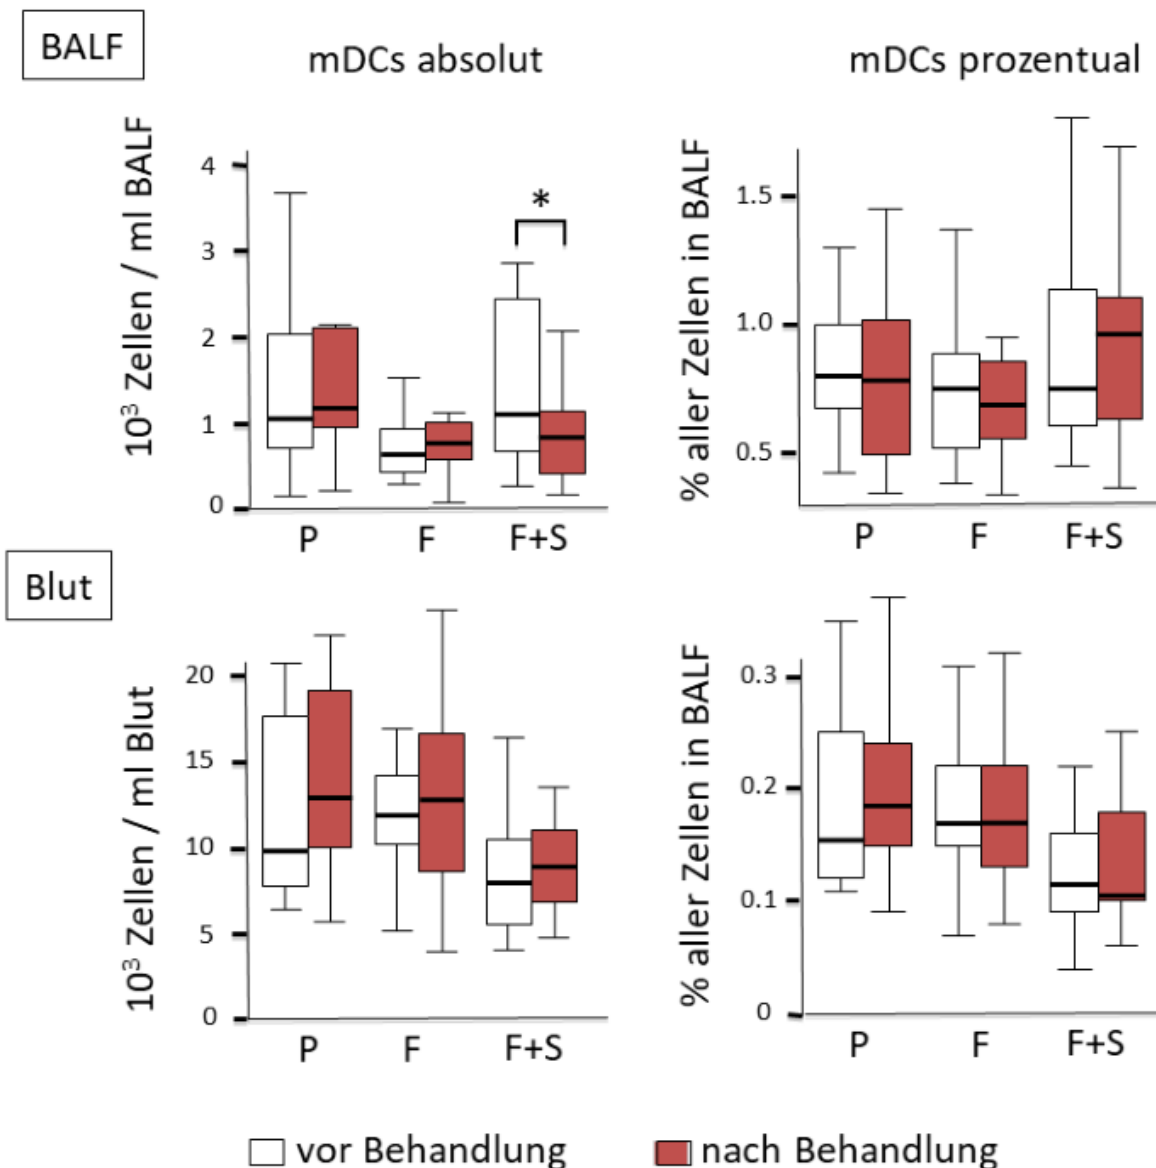 BALF
mDCs absolut
mDCs prozentual
10³ Zellen / ml BALF
4
3
2
1
0
*
P
F
F+S
% aller Zellen in BALF
1.5
1.0
0.5
P
F
F+S
Blut
10³ Zelllen / ml Blut
20
15
10
5
0
P
F
F+S
% aller Zellen in BALF
0.3
0.2
0.1
0
P
F
F+S
vor Behandlung
nach Behandlung